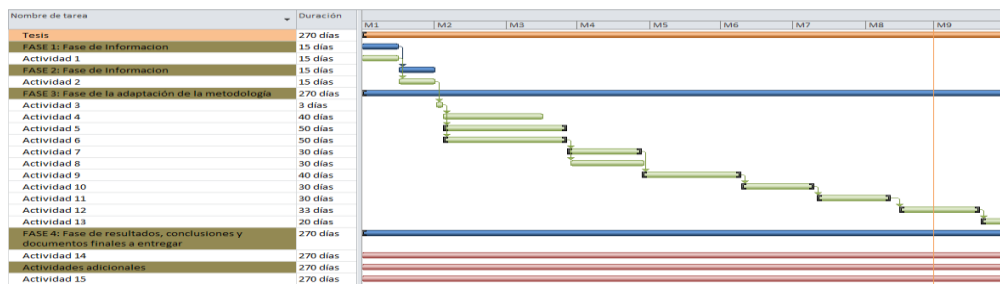 Nombre de tarea Duración M1 M2 M3 M4 M5 M6 M7 M8 M9
Tesis 270 días
FASE 1: Fase de Informacion 15 días
Actividad 1 15 días
FASE 2: Fase de Informacion 15 días
Actividad 2 15 días
FASE 3: Fase de la adaptación de la metodología 270 días
Actividad 3 3 días
Actividad 4 40 días
Actividad 5 50 días
Actividad 6 50 días
Actividad 7 30 días
Actividad 8 30 días
Actividad 9 40 días
Actividad 10 30 días
Actividad 11 30 días
Actividad 12 33 días
Actividad 13 20 días
FASE 4: Fase de resultados, conclusiones y 270 días
documentos finales a entregar
Actividad 14 270 días
Actividades adicionales 270 días
Actividad 15 270 días